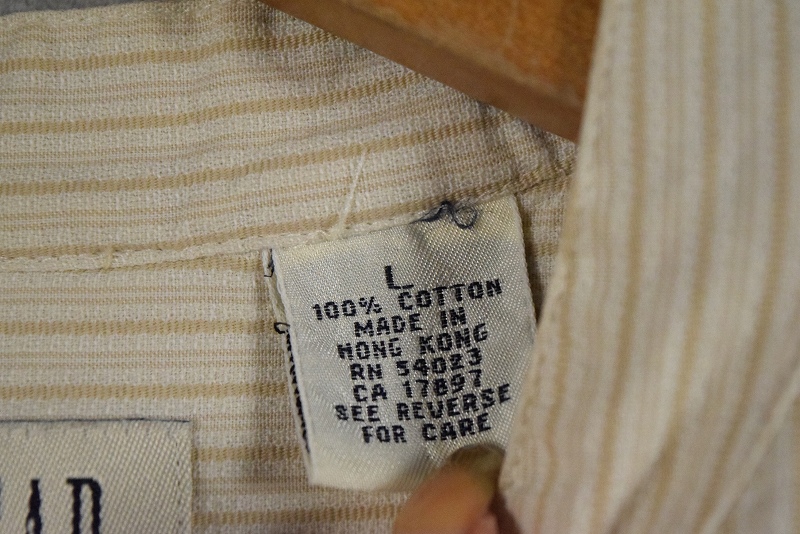 L
100% COTTON
MADE IN
HONG KONG
RN 54023
CA 17897
SEE REVERSE
FOR CARE